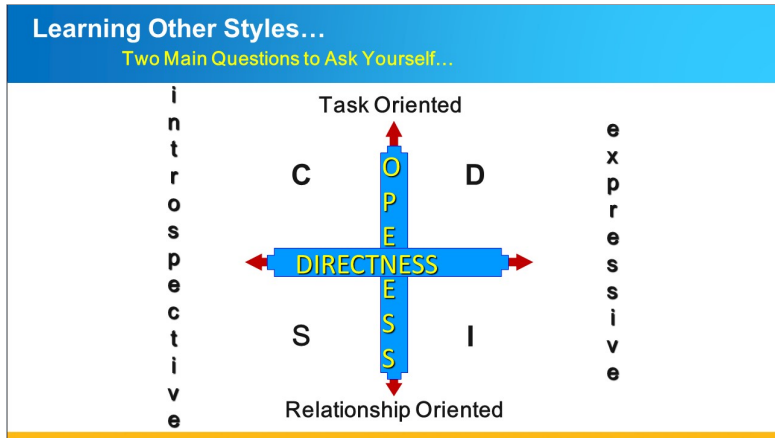 Learning Other Styles...
Two Main Questions to Ask Yourself...
Task Oriented
introspective
expressive
C
D
OPENESS
DIRECTNESS
S
I
Relationship Oriented